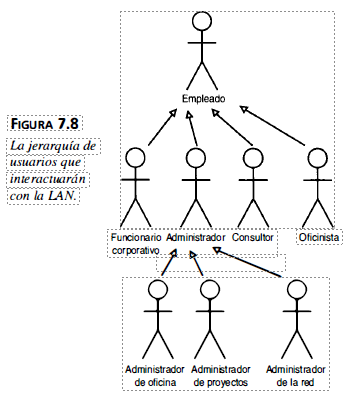 Empleado
FIGURA 7.8
La jerarquía de
usuarios que
interactuarán
con la LAN.
Funcionario
corporativo
Administrador
Consultor
Oficinista
Administrador
de oficina
Administrador
de proyectos
Administrador
de la red